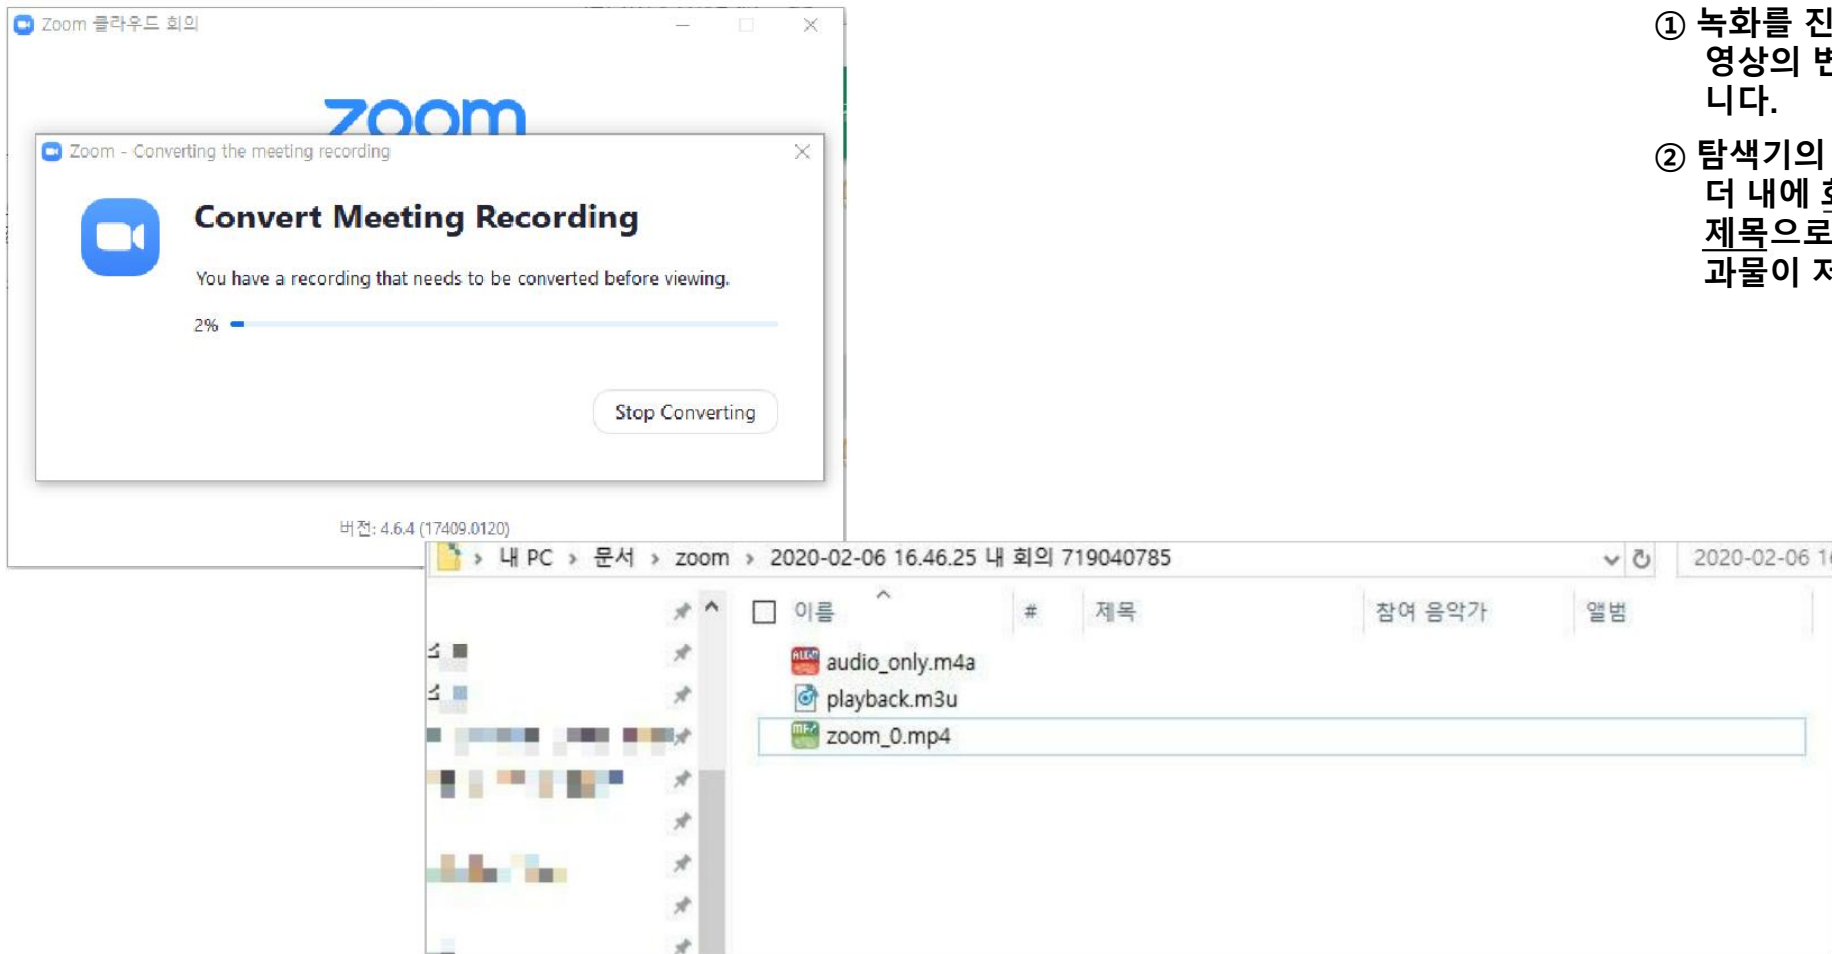 Zoom 클라우드 회의
zoom
Zoom - Converting the meeting recording
Convert Meeting Recording
You have a recording that needs to be converted before viewing.
2%
Stop Converting
버전: 4.6.4 (17409.0120)
① 녹화를
영상의
니다.
② 탐색기의
더 내에
제목으로
과물이
내 PC > 문서 > zoom > 2020-02-06 16.46.25 내 회의 719040785
2020-02-06
이름 # 제목 참여 음악가 앨범
audio_only.m4a
playback.m3u
zoom_0.mp4